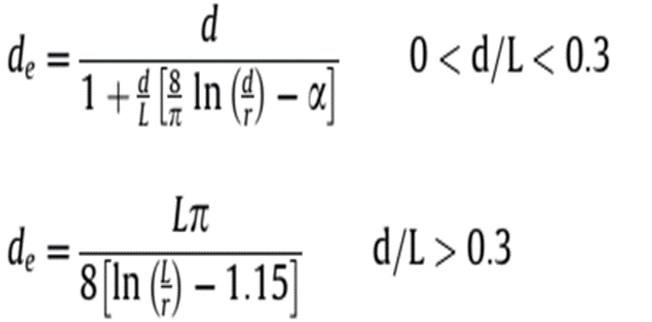 d_e = d / (1 + d/L [8/π ln (d/r) − α]) 0 < d/L < 0.3
d_e = Lπ / (8[ln (L/r) − 1.15]) d/L > 0.3